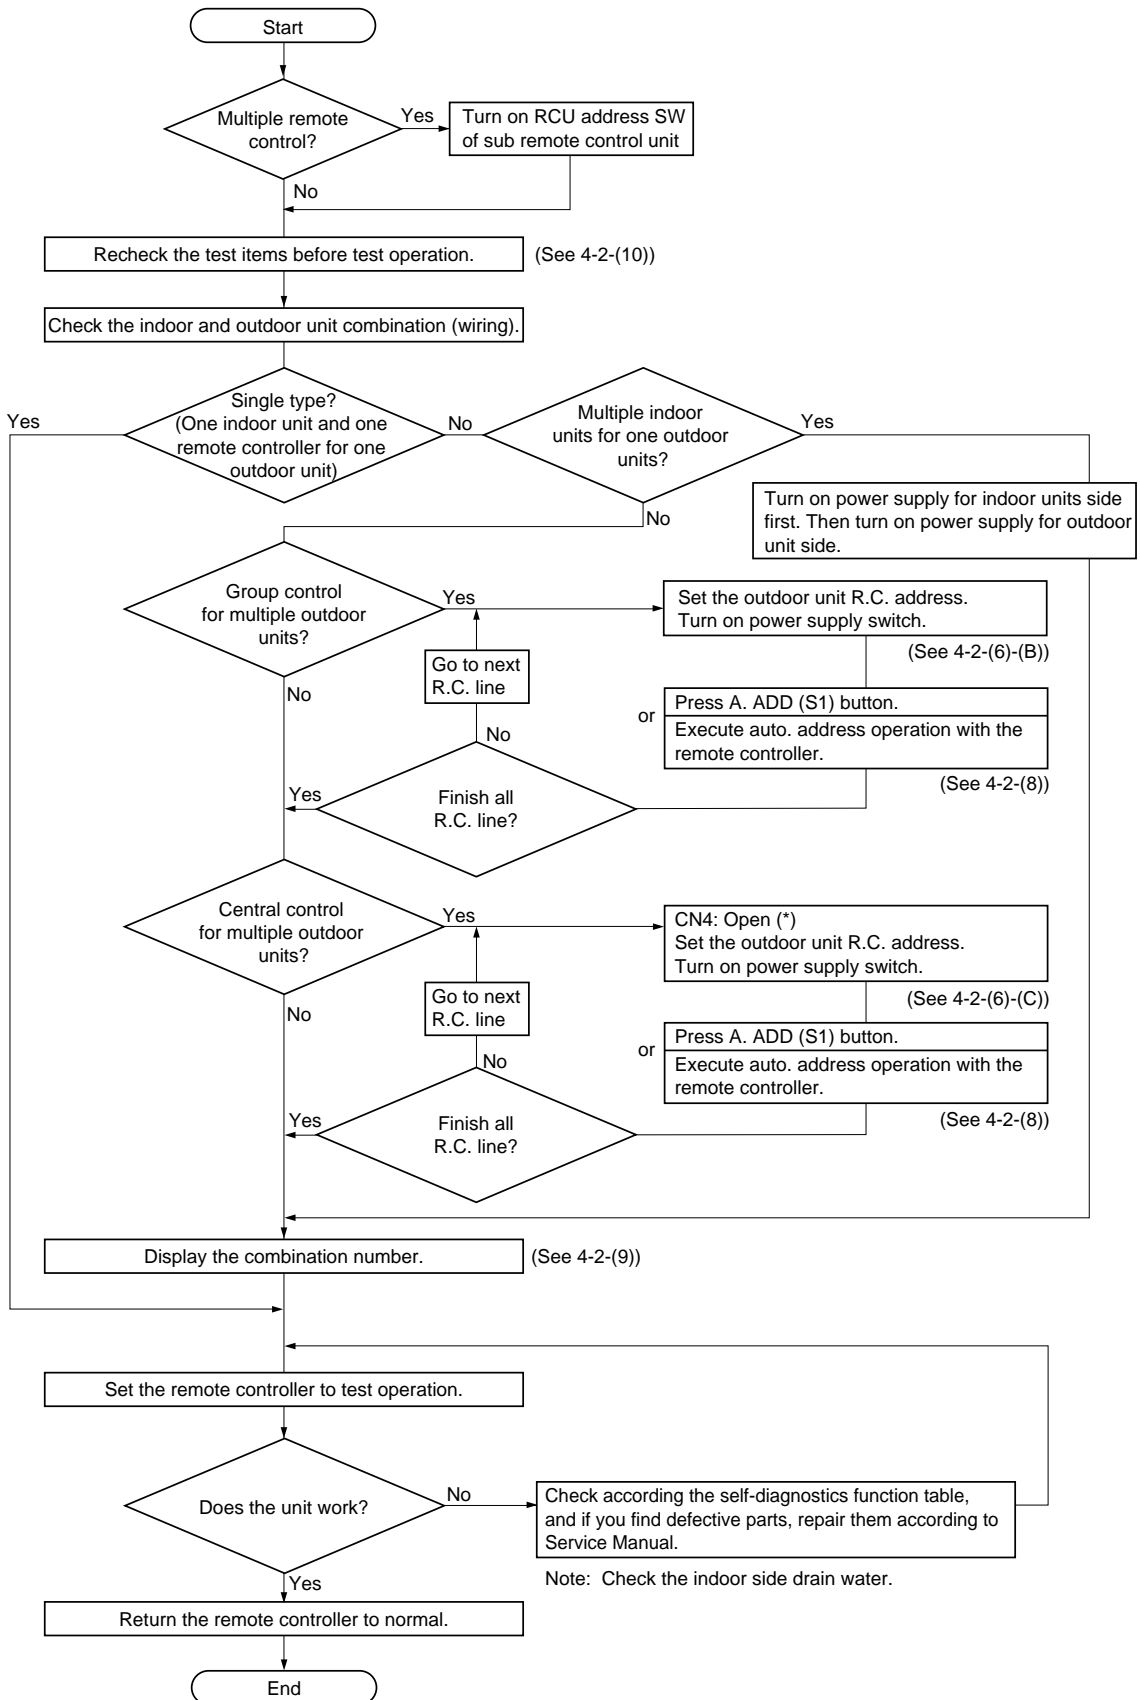 Start
Multiple remote
control?
Yes
Turn on RCU address SW
of sub remote control unit
No
Recheck the test items before test operation.
(See 4-2-(10))
Check the indoor and outdoor unit combination (wiring).
Yes
Single type?
(One indoor unit and one
remote controller for one
outdoor unit)
No
Multiple indoor
units for one outdoor
units?
Yes
Turn on power supply for indoor units side
first. Then turn on power supply for outdoor
unit side.
No
Group control
for multiple outdoor
units?
Yes
Set the outdoor unit R.C. address.
Turn on power supply switch.
(See 4-2-(6)-(B))
Go to next
R.C. line
No
or
Press A. ADD (S1) button.
Execute auto. address operation with the
remote controller.
(See 4-2-(8))
No
Yes
Finish all
R.C. line?
Central control
for multiple outdoor
units?
Yes
CN4: Open (*)
Set the outdoor unit R.C. address.
Turn on power supply switch.
(See 4-2-(6)-(C))
Go to next
R.C. line
No
or
Press A. ADD (S1) button.
Execute auto. address operation with the
remote controller.
(See 4-2-(8))
No
Yes
Finish all
R.C. line?
Display the combination number.
(See 4-2-(9))
Set the remote controller to test operation.
Does the unit work?
No
Check according the self-diagnostics function table,
and if you find defective parts, repair them according to
Service Manual.
Note: Check the indoor side drain water.
Yes
Return the remote controller to normal.
End